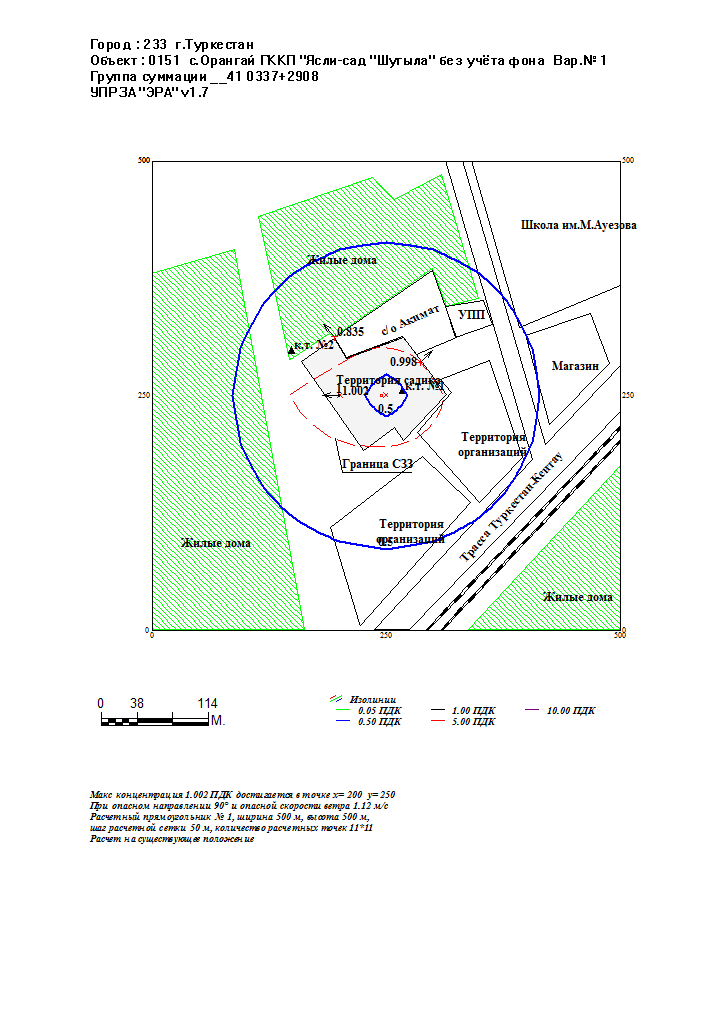 Город : 233 г.Туркестан
Объект : 0151 с.Орангай ГККП "Ясли-сад "Шугыла" без учёта фона Вар.№ 1
Группа суммации __41 0337+2908
УПРЗА "ЭРА" v1.7
500
500
Школа им.М.Ауезова
Жилые дома
с/о Акимат
УПП
0.835
к.т. №2
0.998
Магазин
Территория садика
к.т. №1
1.002
250
250
0.5
Территория
организаций
Граница СЗЗ
Трасса Туркестан-Кентау
Территория
организаций
0.5
Жилые дома
Жилые дома
0
0
250
500
0 38 114
М.
Изолинии
0.05 ПДК 1.00 ПДК 10.00 ПДК
0.50 ПДК 5.00 ПДК
Макс концентрация 1.002 ПДК достигается в точке x= 200 y= 250
При опасном направлении 90° и опасной скорости ветра 1.12 м/с
Расчетный прямоугольник № 1, ширина 500 м, высота 500 м,
шаг расчетной сетки 50 м, количество расчетных точек 11*11
Расчет на существующее положение